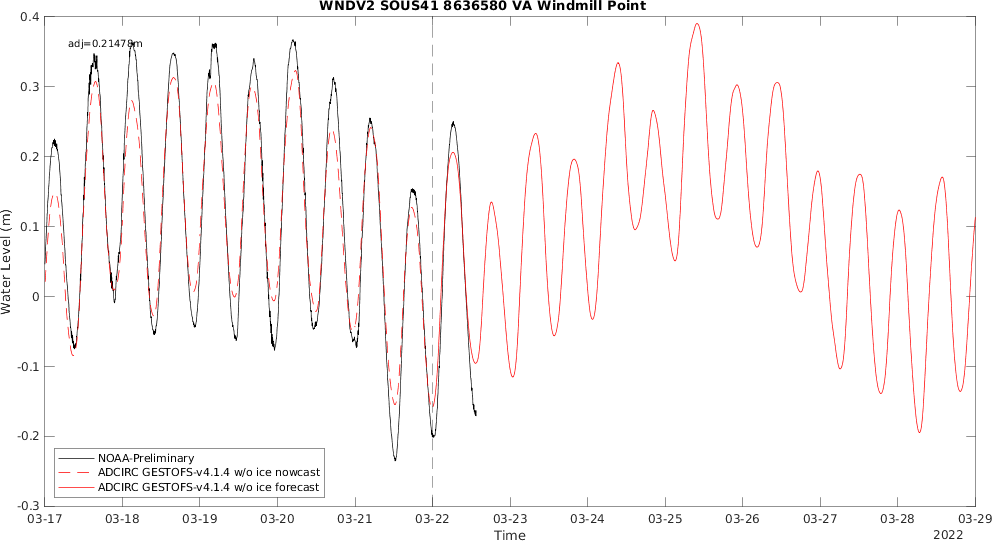 WNDV2 SOUS41 8636580 VA Windmill Point
adj=0.21478m
0.4
0.3
0.2
0.1
0
-0.1
-0.2
-0.3
Water Level (m)
NOAA-Preliminary
ADCIRC GESTOFS-v4.1.4 w/o ice nowcast
ADCIRC GESTOFS-v4.1.4 w/o ice forecast
03-17 03-18 03-19 03-20 03-21 03-22 03-23 03-24 03-25 03-26 03-27 03-28 03-29
Time
2022